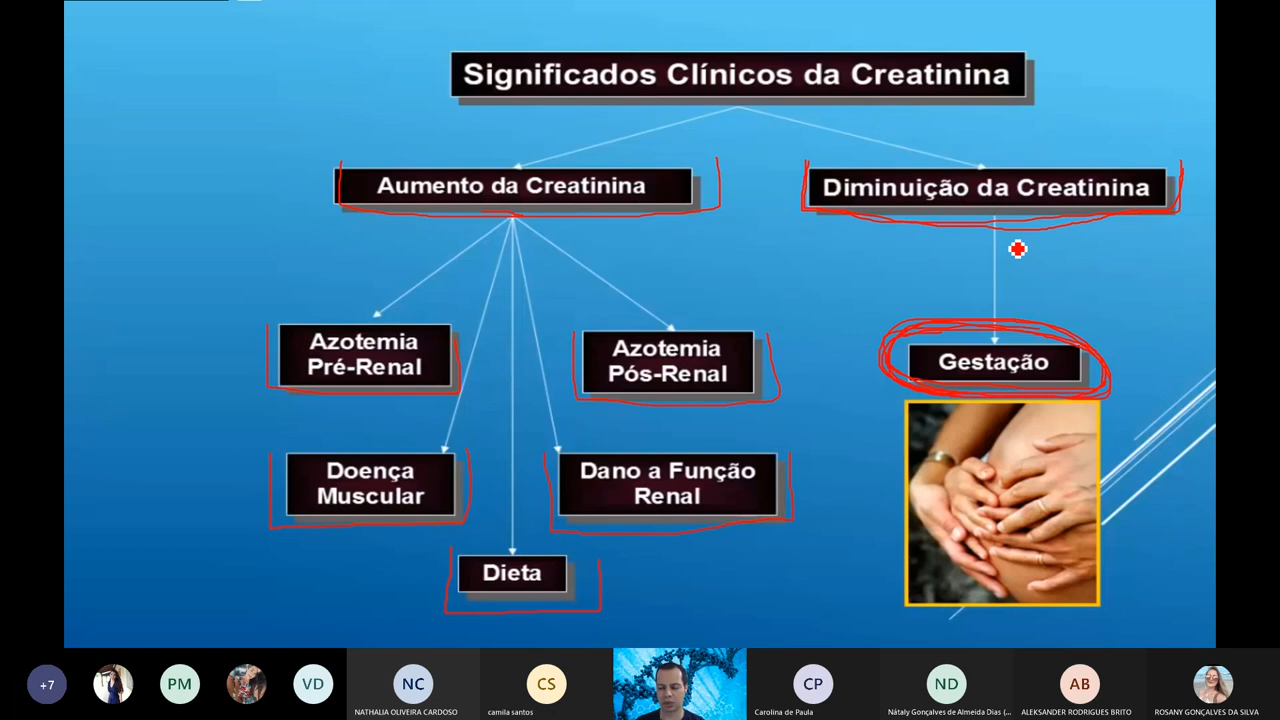 Significados Clínicos da Creatinina
Aumento da Creatinina
Diminuição da Creatinina
Azotemia
Pré-Renal
Azotemia
Pós-Renal
Gestação
Doença
Muscular
Dano a Função
Renal
Dieta
+7
PM
VD
NC
NATHALIA OLIVEIRA CARDOSO
CS
camila santos
CP
Carolina de Paula
ND
Nátaly Gonçalves de Almeida Dias (...
AB
ALEKSANDER RODRIGUES BRITO
ROSANY GONÇALVES DA SILVA